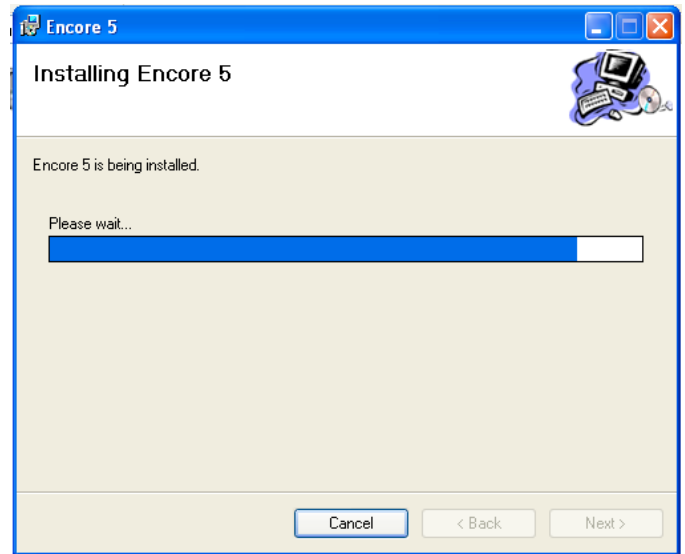 Encore 5
Installing Encore 5
Encore 5 is being installed.
Please wait...
Cancel
< Back
Next >